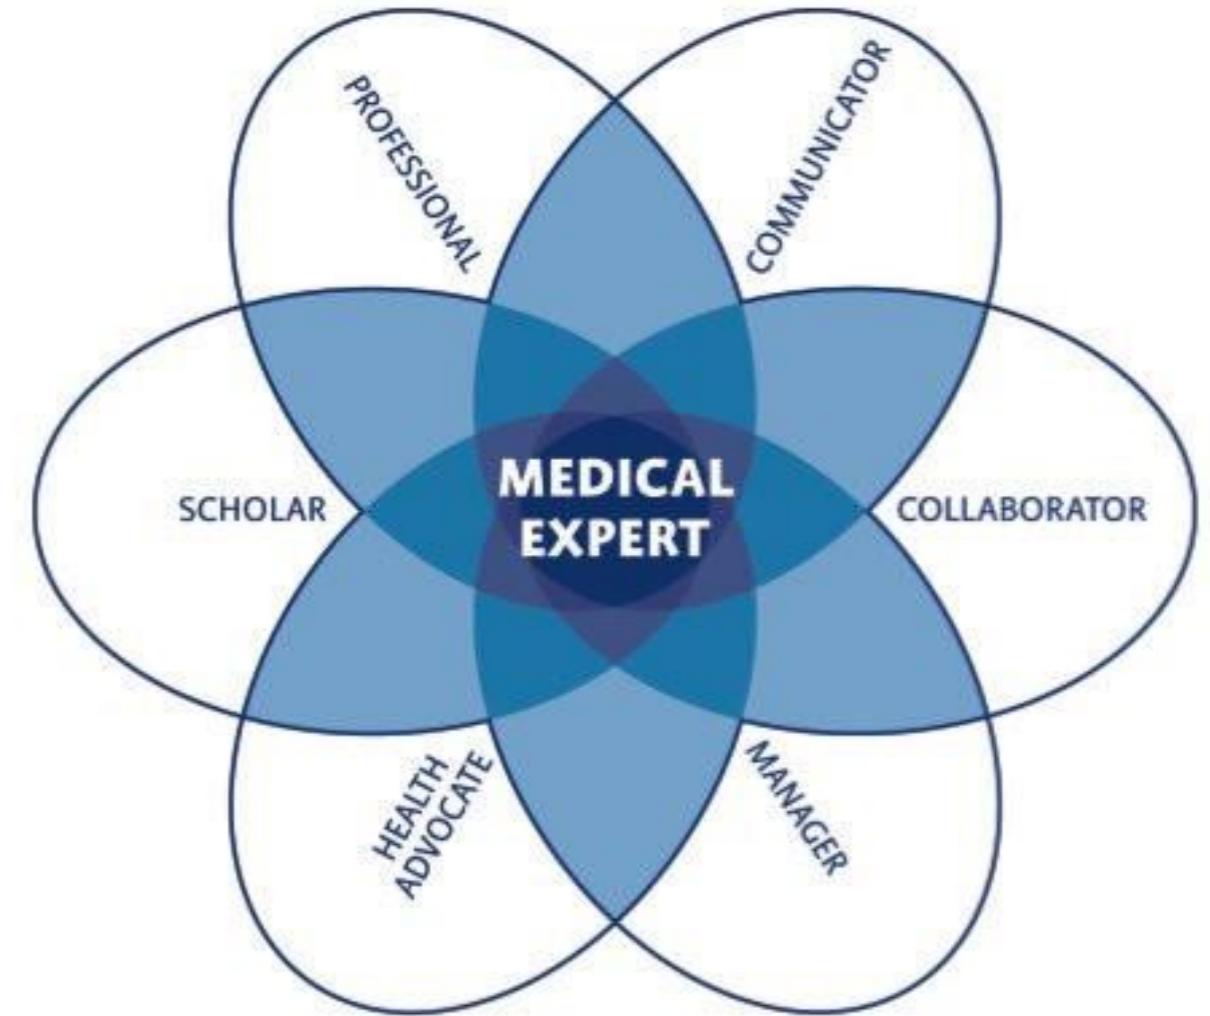 PROFESSIONAL
COMMUNICATOR
SCHOLAR
MEDICAL
EXPERT
COLLABORATOR
HEALTH
ADVOCATE
MANAGER